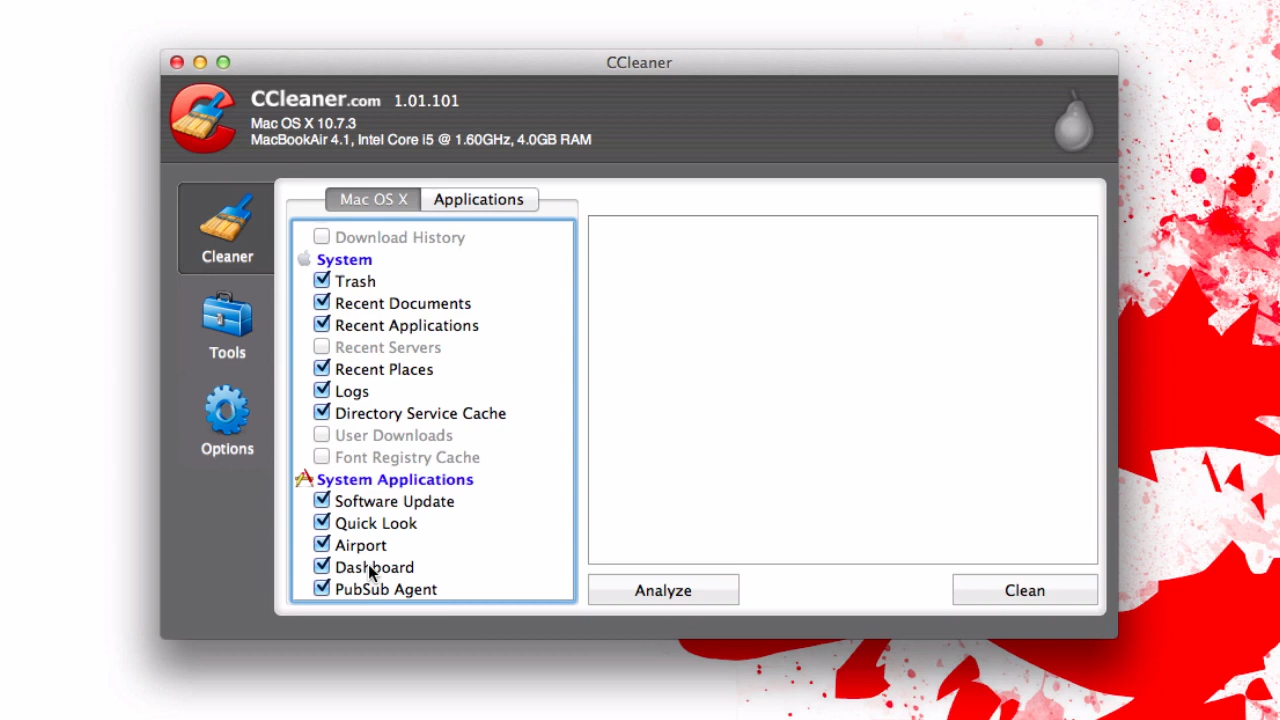 CCleaner
CCleaner.com 1.01.101
Mac OS X 10.7.3
MacBookAir 4.1, Intel Core i5 @ 1.60GHz, 4.0GB RAM
Cleaner
Tools
Options
Mac OS X Applications
Download History
System
Trash
Recent Documents
Recent Applications
Recent Servers
Recent Places
Logs
Directory Service Cache
User Downloads
Font Registry Cache
System Applications
Software Update
Quick Look
Airport
Dashboard
PubSub Agent
Analyze Clean